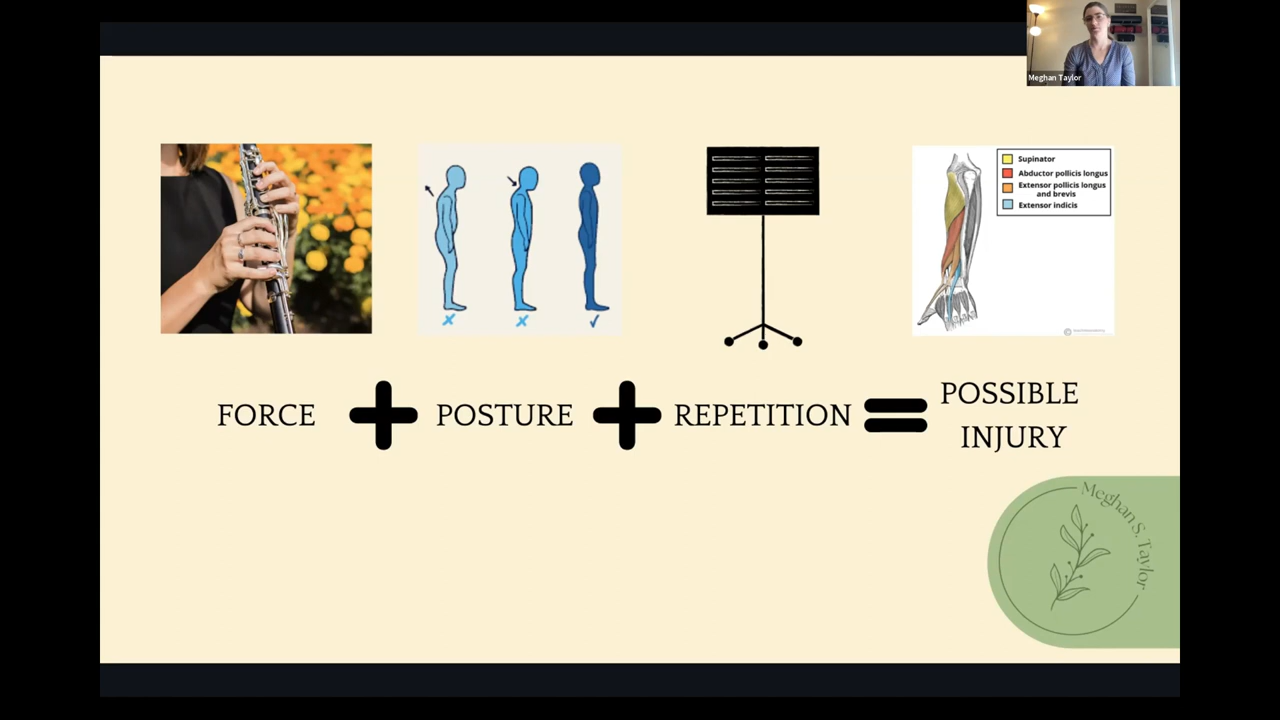 Meghan Taylor
Supinator
Abductor pollicis longus
Extensor pollicis longus
and brevis
Extensor indicis
FORCE
POSTURE
REPETITION
POSSIBLE
INJURY
Meghan S. Taylor